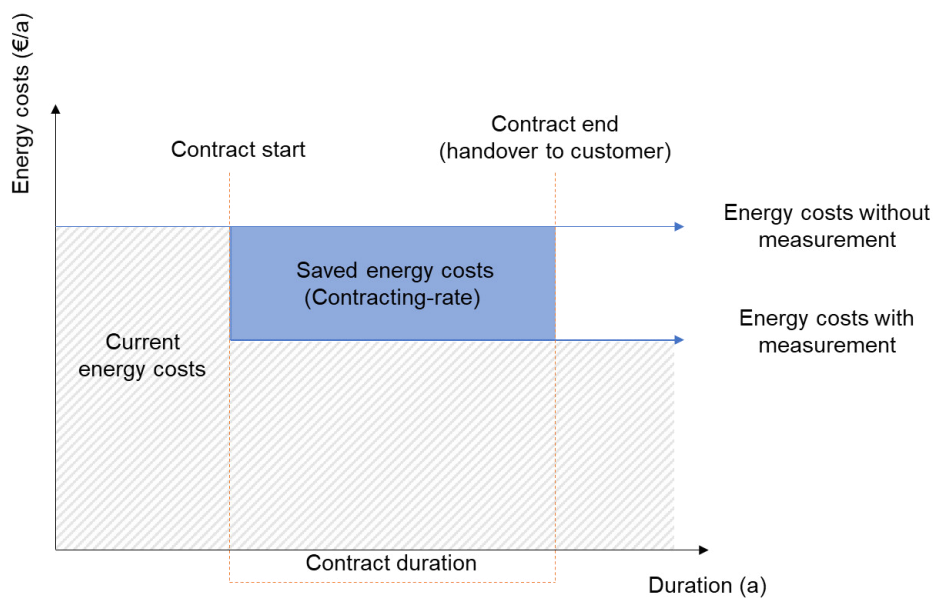 Energy costs (€/a)
Contract start
Contract end
(handover to customer)
Energy costs without
measurement
Saved energy costs
(Contracting-rate)
Energy costs with
measurement
Current
energy costs
Contract duration
Duration (a)